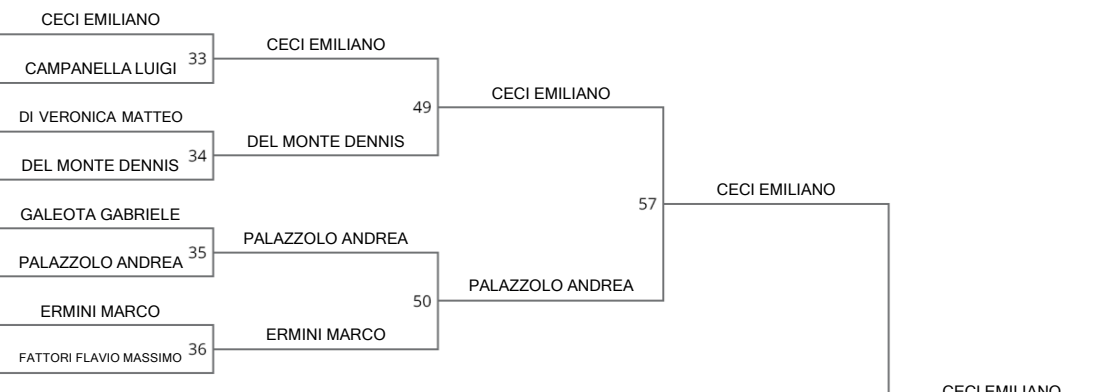 CECI EMILIANO
33
CAMPANELLA LUIGI
CECI EMILIANO
DI VERONICA MATTEO
34
DEL MONTE DENNIS
DEL MONTE DENNIS
49
CECI EMILIANO
GALEOTA GABRIELE
35
PALAZZOLO ANDREA
PALAZZOLO ANDREA
ERMINI MARCO
36
FATTORI FLAVIO MASSIMO
ERMINI MARCO
50
PALAZZOLO ANDREA
57
CECI EMILIANO
CECI EMILIANO